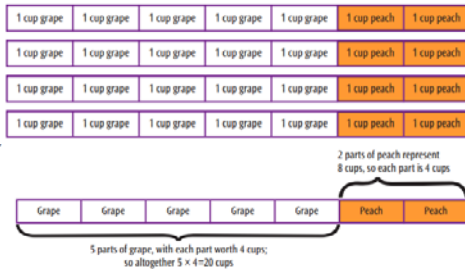 1 cup grape 1 cup grape 1 cup grape 1 cup grape 1 cup grape 1 cup peach 1 cup peach
1 cup grape 1 cup grape 1 cup grape 1 cup grape 1 cup grape 1 cup peach 1 cup peach
1 cup grape 1 cup grape 1 cup grape 1 cup grape 1 cup grape 1 cup peach 1 cup peach
1 cup grape 1 cup grape 1 cup grape 1 cup grape 1 cup grape 1 cup peach 1 cup peach
2 parts of peach represent
8 cups, so each part is 4 cups
Grape Grape Grape Grape Grape Peach Peach
5 parts of grape, with each part worth 4 cups;
so altogether 5 × 4=20 cups